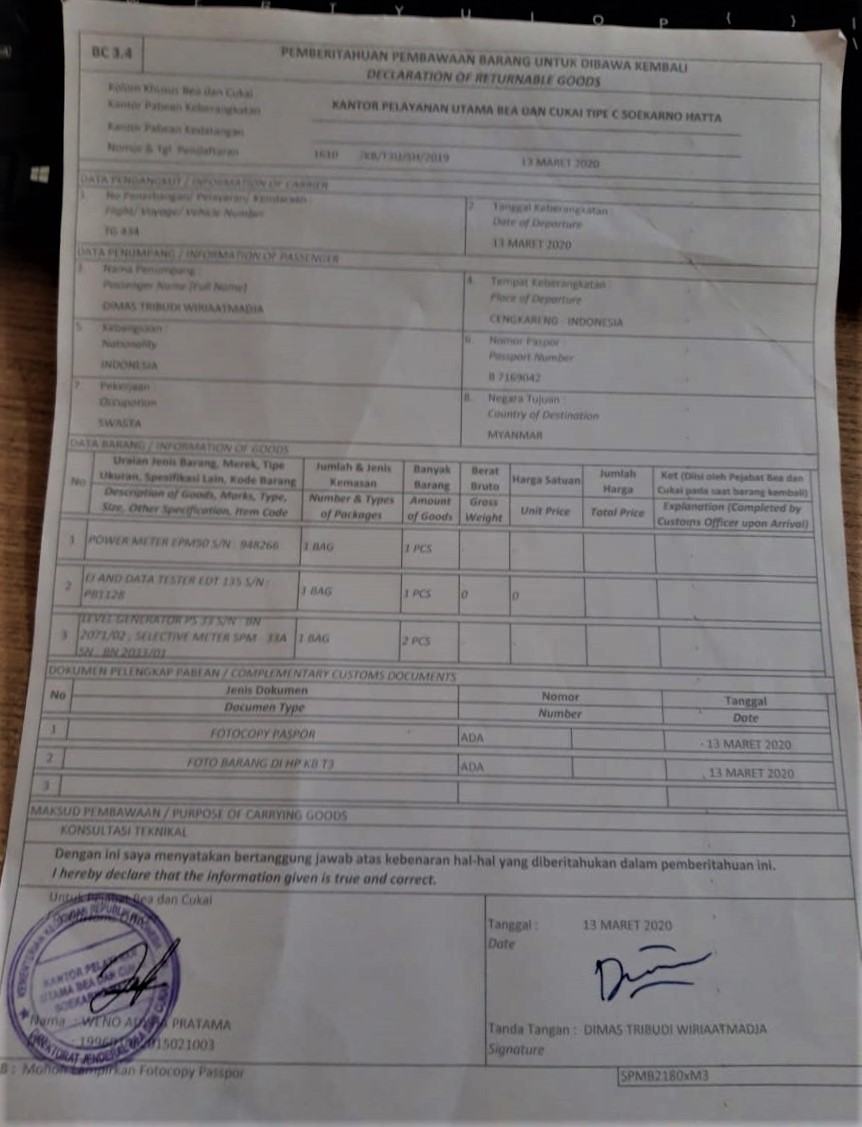 T Y U I O P { }
BC 3.4
PEMBERITAHUAN PEMBAWAAN BARANG UNTUK DIBAWA KEMBALI
DECLARATION OF RETURNABLE GOODS
Kolom Khusus Bea dan Cukai
Kantor Pabean Keberangkatan
KANTOR PELAYANAN UTAMA BEA DAN CUKAI TIPE C SOEKARNO HATTA
Kantor Pabean Kedatangan
Nomor & Tgl. Pendaftaran
1610 /KB/T3U/SH/2019 13 MARET 2020
DATA PENGANGKUT / INFORMATION OF CARRIER
1. No Penerbangan/ Pelayaran/ Kendaraan :
Flight/ Voyage/ Vehicle Number
TG 434
2. Tanggal Keberangkatan :
Date of Departure
13 MARET 2020
DATA PENUMPANG / INFORMATION OF PASSENGER
3. Nama Penumpang :
Passenger Name (Full Name)
DIMAS TRIBUDI WIRIAATMADJA
4. Tempat Keberangkatan
Place of Departure
CENGKARENG - INDONESIA
5. Kebangsaan
Nationality
INDONESIA
6. Nomor Paspor
Passport Number
B 7169042
7. Pekerjaan
Occupation
SWASTA
8. Negara Tujuan :
Country of Destination
MYANMAR
DATA BARANG / INFORMATION OF GOODS
No
Uraian Jenis Barang, Merek, Tipe
Ukuran, Spesifikasi Lain, Kode Barang
Description of Goods, Marks, Type,
Size, Other Specification, Item Code
Jumlah & Jenis
Kemasan
Number & Types
of Packages
Banyak
Barang
Amount
of Goods
Berat
Bruto
Gross
Weight
Harga Satuan
Unit Price
Jumlah
Harga
Total Price
Ket (Diisi oleh Pejabat Bea dan
Cukai pada saat barang kembali)
Explanation (Completed by
Customs Officer upon Arrival)
1 POWER METER EPM50 S/N : 948266 1 BAG 1 PCS
2 EI AND DATA TESTER EDT 135 S/N :
PB1128 1 BAG 1 PCS 0 0
3 LEVEL GENERATOR PS 33 S/N : BN
2071/02 , SELECTIVE METER SPM - 33A
SN : BN 2033/01 1 BAG 2 PCS
DOKUMEN PELENGKAP PABEAN / COMPLEMENTARY CUSTOMS DOCUMENTS
No
Jenis Dokumen
Documen Type
Nomor
Number
Tanggal
Date
1 FOTOCOPY PASPOR ADA - 13 MARET 2020
2 FOTO BARANG DI HP KB T3 ADA 13 MARET 2020
3
MAKSUD PEMBAWAAN / PURPOSE OF CARRYING GOODS
KONSULTASI TEKNIKAL
Dengan ini saya menyatakan bertanggung jawab atas kebenaran hal-hal yang diberitahukan dalam pemberitahuan ini.
I hereby declare that the information given is true and correct.
Untuk Pejabat Bea dan Cukai
KANTOR PELAYANAN
UTAMA BEA DAN CUKAI
DIREKTORAT JENDERAL BEA DAN CUKAI
Nama : WENO PRATAMA
Tanggal : 13 MARET 2020
Date
Tanda Tangan : DIMAS TRIBUDI WIRIAATMADJA
Signature
B : Mohon Lampirkan Fotocopy Passpor
SPMB2180xM3